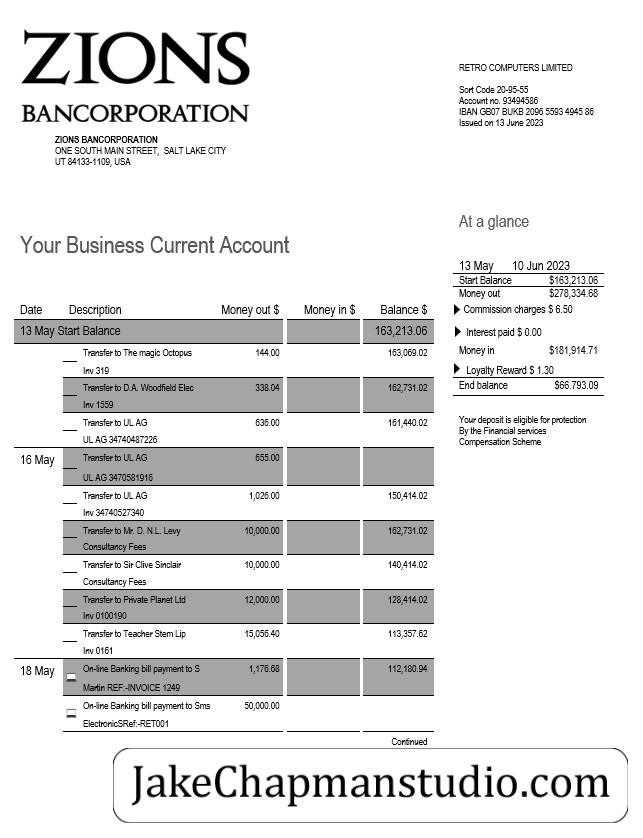 ZIONS
BANCORPORATION
ZIONS BANCORPORATION
ONE SOUTH MAIN STREET, SALT LAKE CITY
UT 84133-1109, USA
RETRO COMPUTERS LIMITED
Sort Code 20-95-55
Account no. 93494586
IBAN GB07 BUKB 2096 5593 4945 86
Issued on 13 June 2023
At a glance
Your Business Current Account
13 May 10 Jun 2023
Start Balance $163,213.06
Money out $278,334.68
Commission charges $ 6.50
Interest paid $ 0.00
Money in $181,914.71
Loyalty Reward $ 1.30
End balance $66.793.09
Your deposit is eligible for protection
By the Financial services
Compensation Scheme
Date Description Money out $ Money in $ Balance $
13 May Start Balance 163,213.06
Transfer to The magic Octopus 144.00 163,069.02
Inv 319
Transfer to D.A. Woodfield Elec 338.04 162,731.02
Inv 1559
Transfer to UL AG 636.00 161,440.02
UL AG 34740487226
16 May Transfer to UL AG 655.00
UL AG 3470581916
Transfer to UL AG 1,026.00 150,414.02
Inv 34740527340
Transfer to Mr. D. N.L. Levy 10,000.00 162,731.02
Consultancy Fees
Transfer to Sir Clive Sinclair 10,000.00 140,414.02
Consultancy Fees
Transfer to Private Planet Ltd 12,000.00 128,414.02
Inv 0100190
Transfer to Teacher Stem Lip 15,056.40 113,357.62
Inv 0161
18 May On-line Banking bill payment to S 1,176.68 112,180.94
Martin REF:-INVOICE 1249
On-line Banking bill payment to Sms 50,000.00
ElectronicSRef:-RET001
Continued
JakeChapmanstudio.com